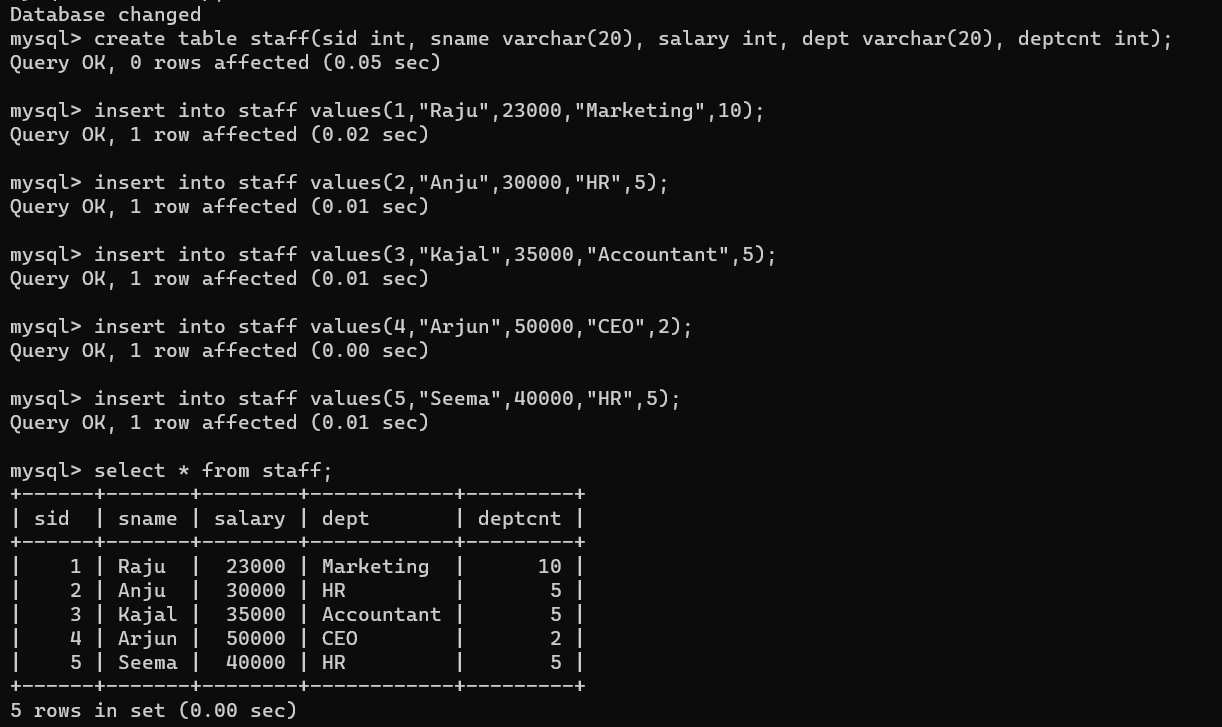 Database changed
mysql> create table staff(sid int, sname varchar(20), salary int, dept varchar(20), deptcnt int);
Query OK, 0 rows affected (0.05 sec)

mysql> insert into staff values(1,"Raju",23000,"Marketing",10);
Query OK, 1 row affected (0.02 sec)

mysql> insert into staff values(2,"Anju",30000,"HR",5);
Query OK, 1 row affected (0.01 sec)

mysql> insert into staff values(3,"Kajal",35000,"Accountant",5);
Query OK, 1 row affected (0.01 sec)

mysql> insert into staff values(4,"Arjun",50000,"CEO",2);
Query OK, 1 row affected (0.00 sec)

mysql> insert into staff values(5,"Seema",40000,"HR",5);
Query OK, 1 row affected (0.01 sec)

mysql> select * from staff;
+------+-------+--------+------------+---------+
| sid  | sname | salary | dept       | deptcnt |
+------+-------+--------+------------+---------+
|    1 | Raju  |  23000 | Marketing  |      10 |
|    2 | Anju  |  30000 | HR         |       5 |
|    3 | Kajal |  35000 | Accountant |       5 |
|    4 | Arjun |  50000 | CEO        |       2 |
|    5 | Seema |  40000 | HR         |       5 |
+------+-------+--------+------------+---------+
5 rows in set (0.00 sec)